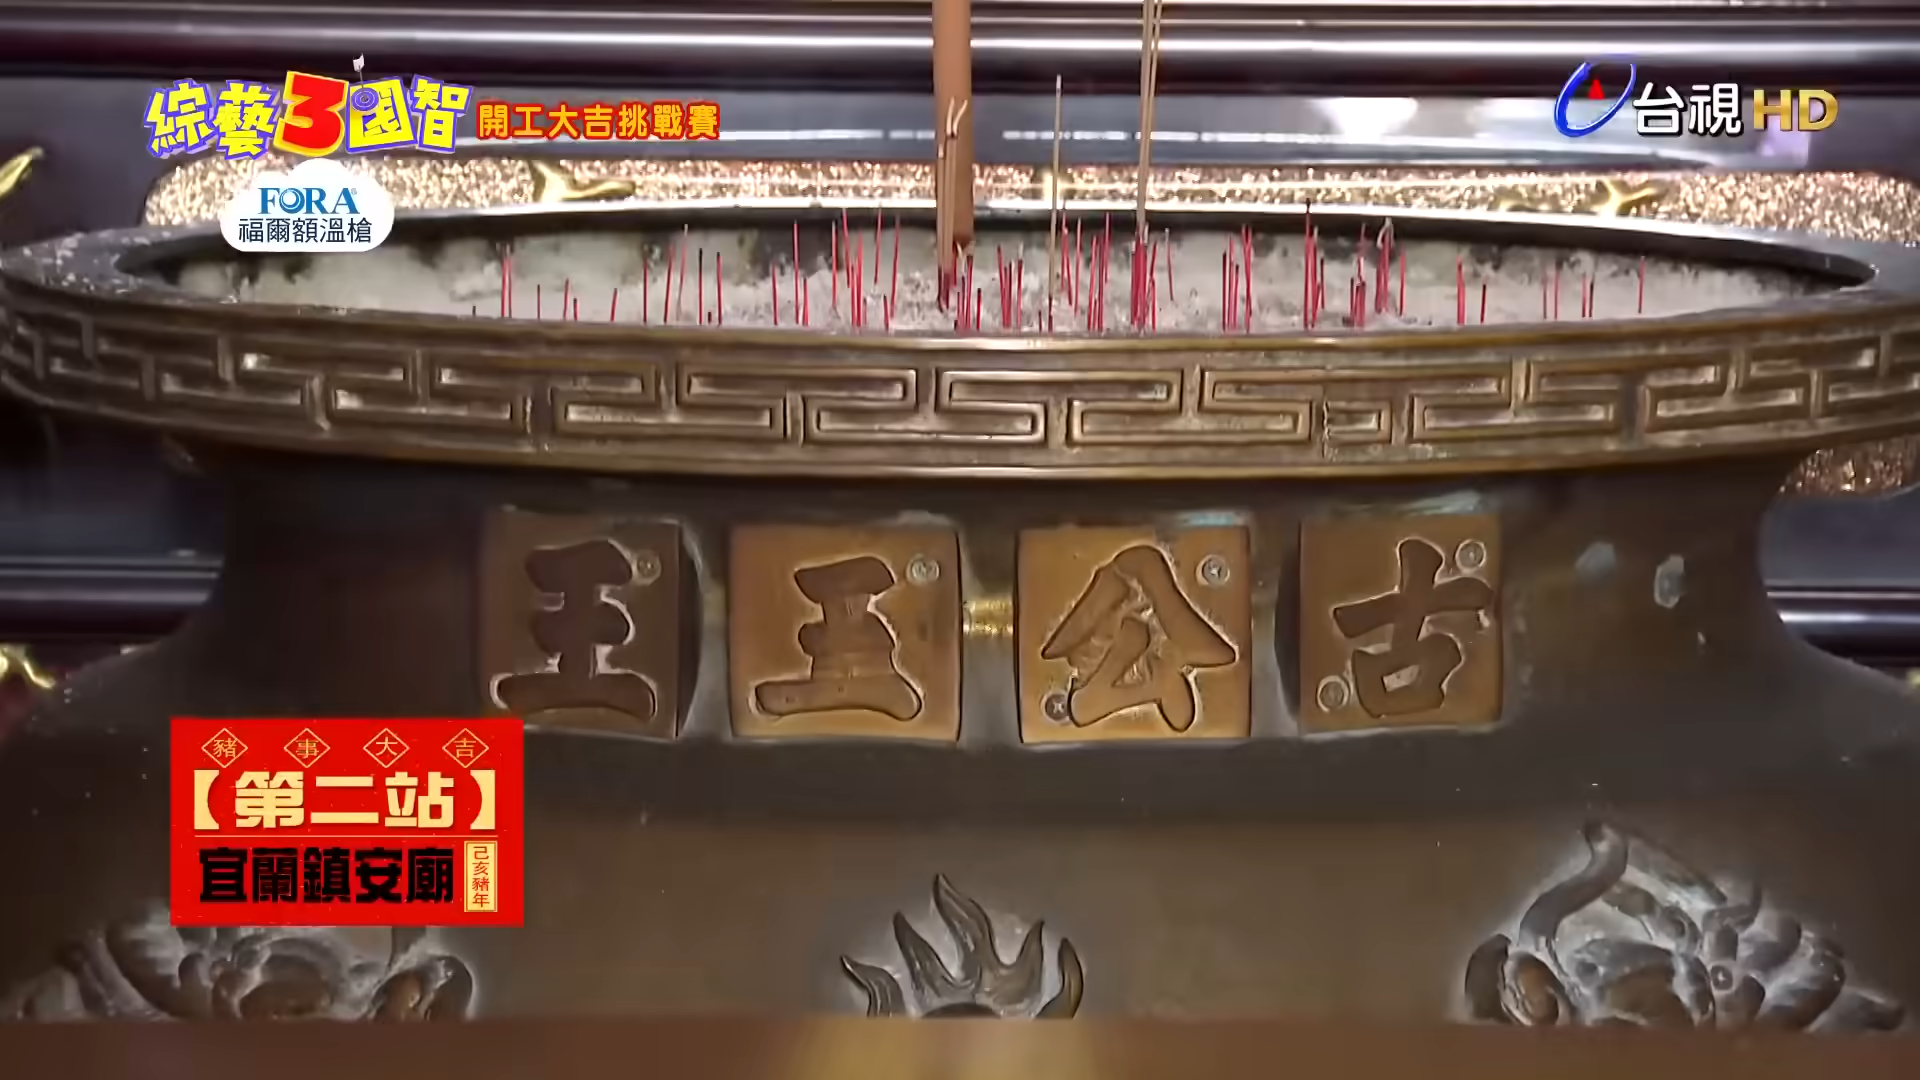 綜藝3國智 開工大吉挑戰賽
台視HD
FORA
福爾額溫槍
王王公古
豬事大吉
【第二站】
宜蘭鎮安廟
己亥豬年